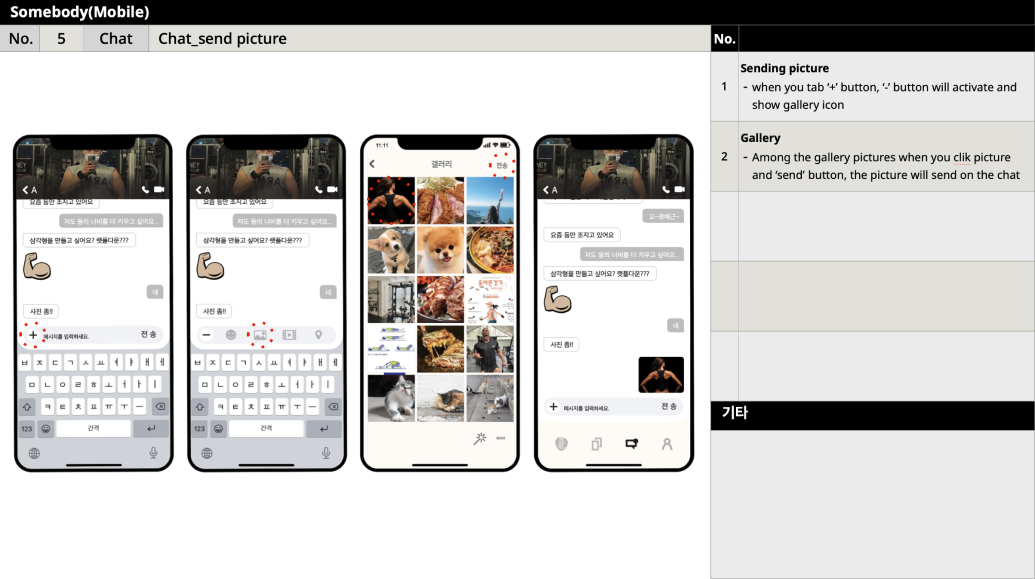 Somebody(Mobile)
No. 5 Chat Chat_send picture
No.
1
Sending picture
- when you tab ‘+’ button, ‘-’ button will activate and
show gallery icon
2
Gallery
- Among the gallery pictures when you clik picture
and ‘send’ button, the picture will send on the chat
기타
A
요즘 등만 조지고 있어요
저도 등의 너비를 더 키우고 싶어요...
삼각형을 만들고 싶어요? 랫풀다운???
네
사진 좀!!
+ 메시지를 입력하세요. 전 송
ㅂ ㅈ ㄷ ㄱ ㅅ ㅛ ㅕ ㅑ ㅐ ㅔ
ㅁ ㄴ ㅇ ㄹ ㅎ ㅗ ㅓ ㅏ ㅣ
ㅋ ㅌ ㅊ ㅍ ㅠ ㅜ ㅡ
123 간격
A
요즘 등만 조지고 있어요
저도 등의 너비를 더 키우고 싶어요...
삼각형을 만들고 싶어요? 랫풀다운???
네
사진 좀!!
ㅂ ㅈ ㄷ ㄱ ㅅ ㅛ ㅕ ㅑ ㅐ ㅔ
ㅁ ㄴ ㅇ ㄹ ㅎ ㅗ ㅓ ㅏ ㅣ
ㅋ ㅌ ㅊ ㅍ ㅠ ㅜ ㅡ
123 간격
11:11
갤러리 전송
A
요즘 등만 조지고 있어요
저도 등의 너비를 더 키우고 싶어요...
삼각형을 만들고 싶어요? 랫풀다운???
네
사진 좀!!
+ 메시지를 입력하세요. 전 송